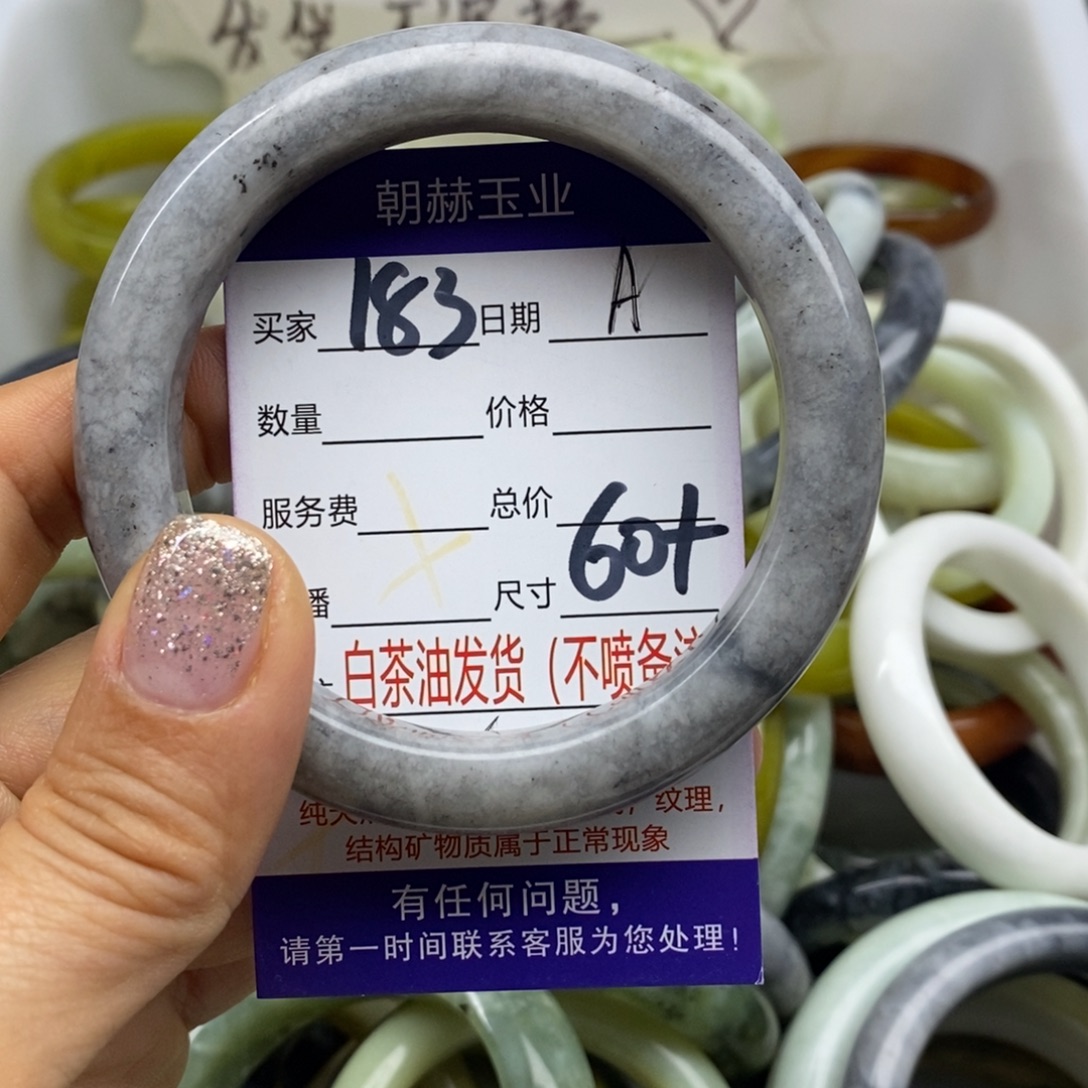 朝赫玉业
买家 183 日期 A
数量 价格
服务费 总价
播 尺寸 60+
白茶油发货（不喷备注
纹理，
结构矿物质属于正常现象
有任何问题，
请第一时间联系客服为您处理！